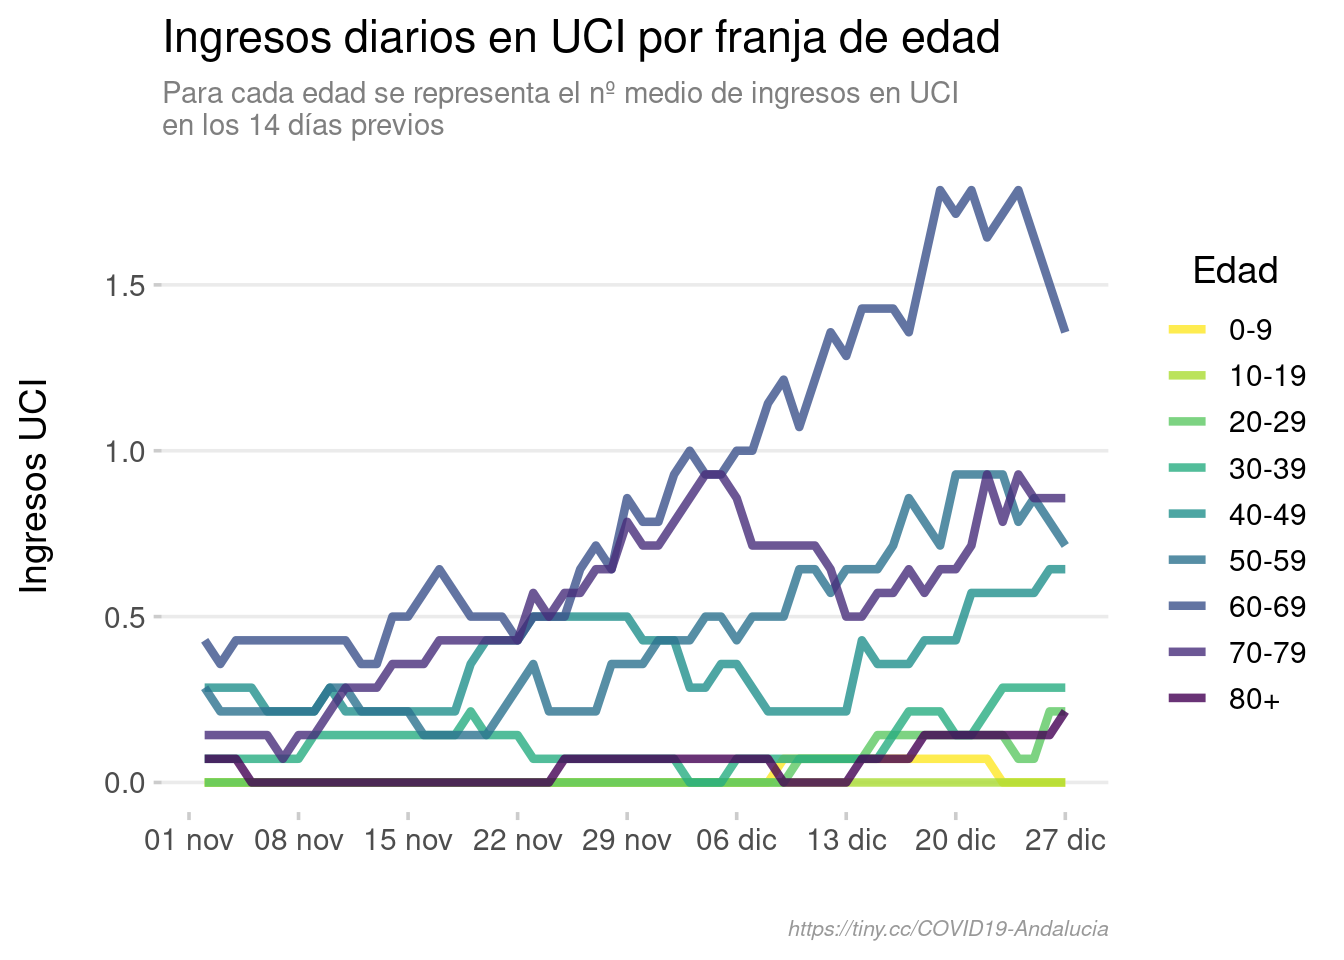 Ingresos diarios en UCI por franja de edad
Para cada edad se representa el nº medio de ingresos en UCI
en los 14 días previos
Ingresos UCI
1.5
1.0
0.5
0.0
01 nov
08 nov
15 nov
22 nov
29 nov
06 dic
13 dic
20 dic
27 dic
Edad
0-9
10-19
20-29
30-39
40-49
50-59
60-69
70-79
80+
https://tiny.cc/COVID19-Andalucia